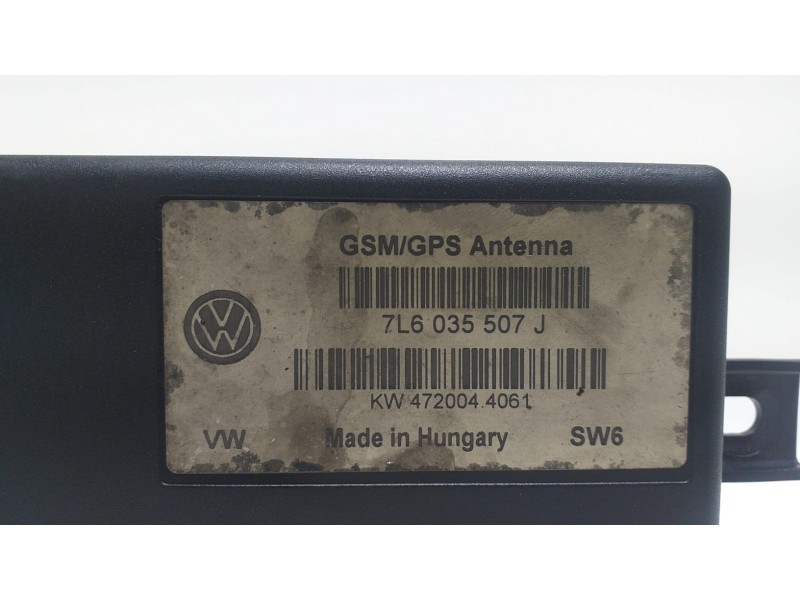 GSM/GPS Antenna
7L6 035 507 J
KW 472004 4061
VW Made in Hungary SW6